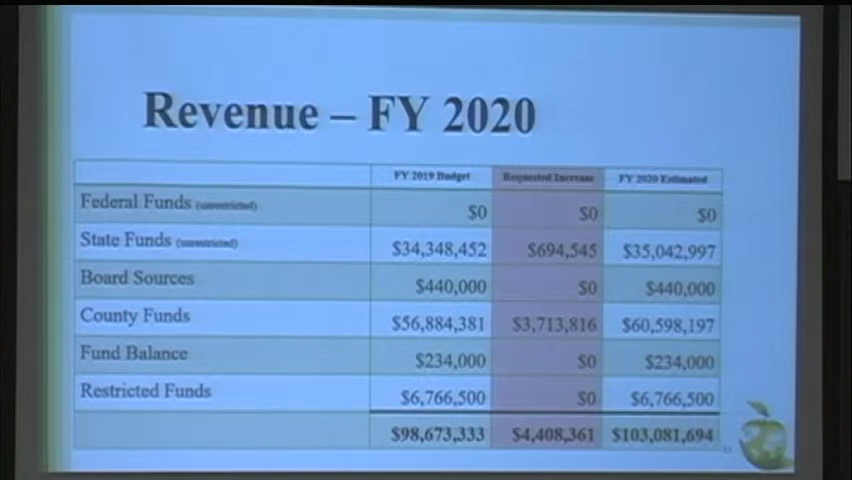 Revenue – FY 2020
FY 2019 Budget Requested Increase FY 2020 Estimated
Federal Funds (unrestricted) $0 $0 $0
State Funds (unrestricted) $34,348,452 $694,545 $35,042,997
Board Sources $440,000 $0 $440,000
County Funds $56,884,381 $3,713,816 $60,598,197
Fund Balance $234,000 $0 $234,000
Restricted Funds $6,766,500 $0 $6,766,500
$98,673,333 $4,408,361 $103,081,694